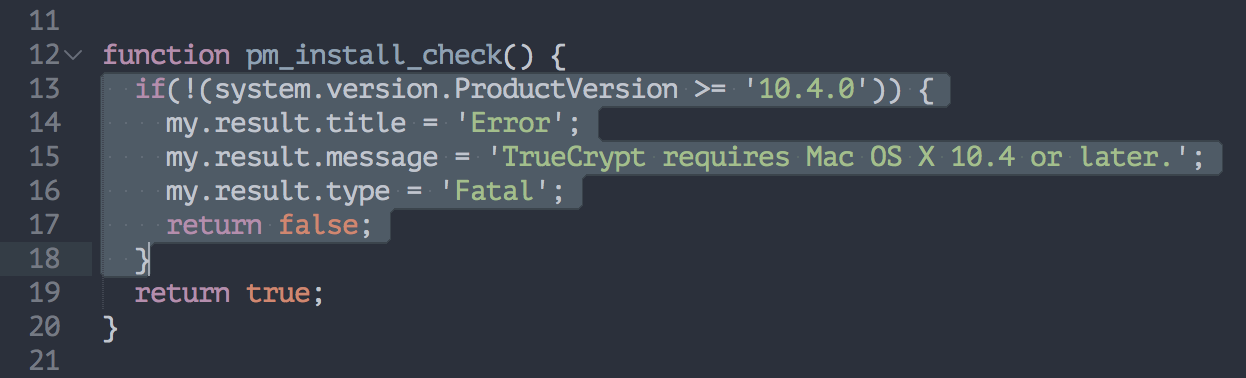 11
12 function pm_install_check() {
13 if(!(system.version.ProductVersion >= '10.4.0')) {
14 my.result.title = 'Error';
15 my.result.message = 'TrueCrypt requires Mac OS X 10.4 or later.';
16 my.result.type = 'Fatal';
17 return false;
18 }
19 return true;
20 }
21